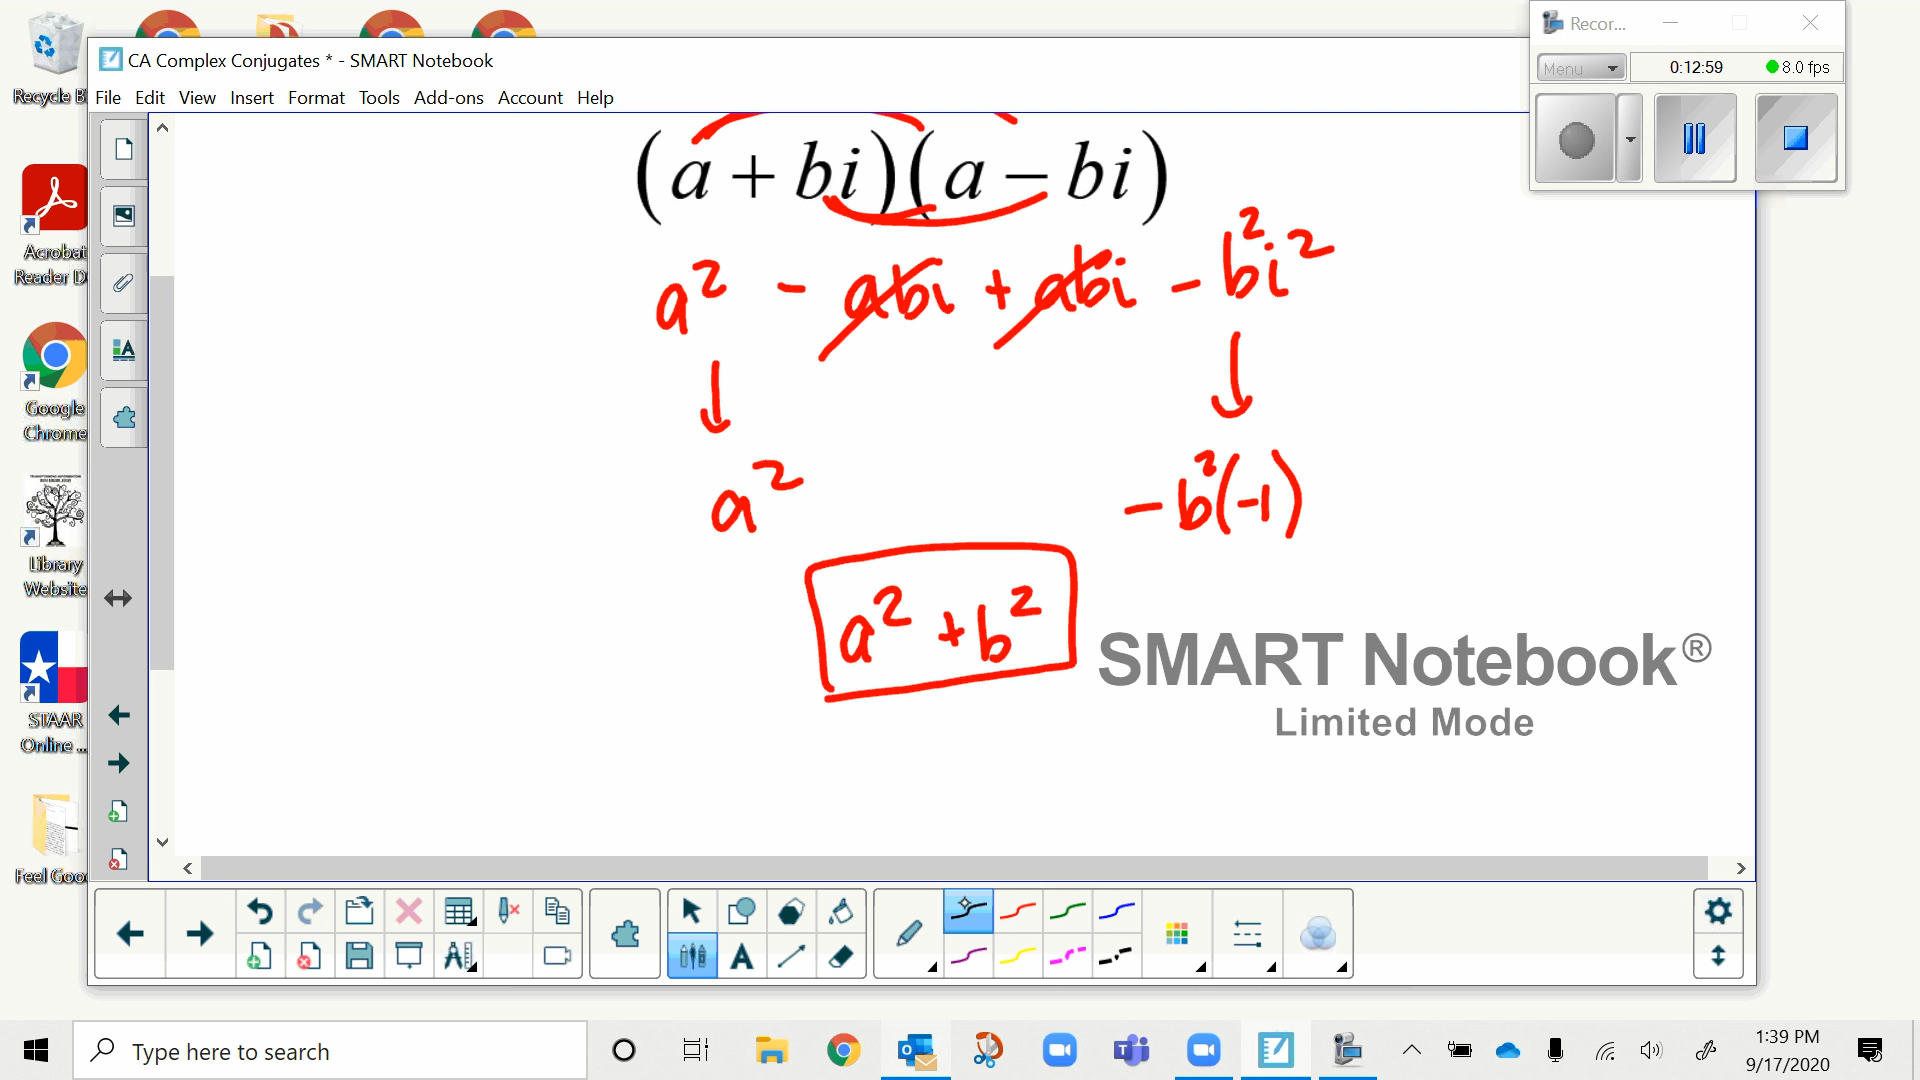 Recor...
CA Complex Conjugates * - SMART Notebook
Menu
0:12:59
8.0 fps
File Edit View Insert Format Tools Add-ons Account Help
(a + bi)(a − bi)
a² - abi + abi - b²i²
a²
-b²(-1)
a² + b²
SMART Notebook®
Limited Mode
Recycle Bi
Acrobat
Reader D
Google
Chrome
Library
Website
STAAR
Online ...
Feel Goo
Type here to search
1:39 PM
9/17/2020